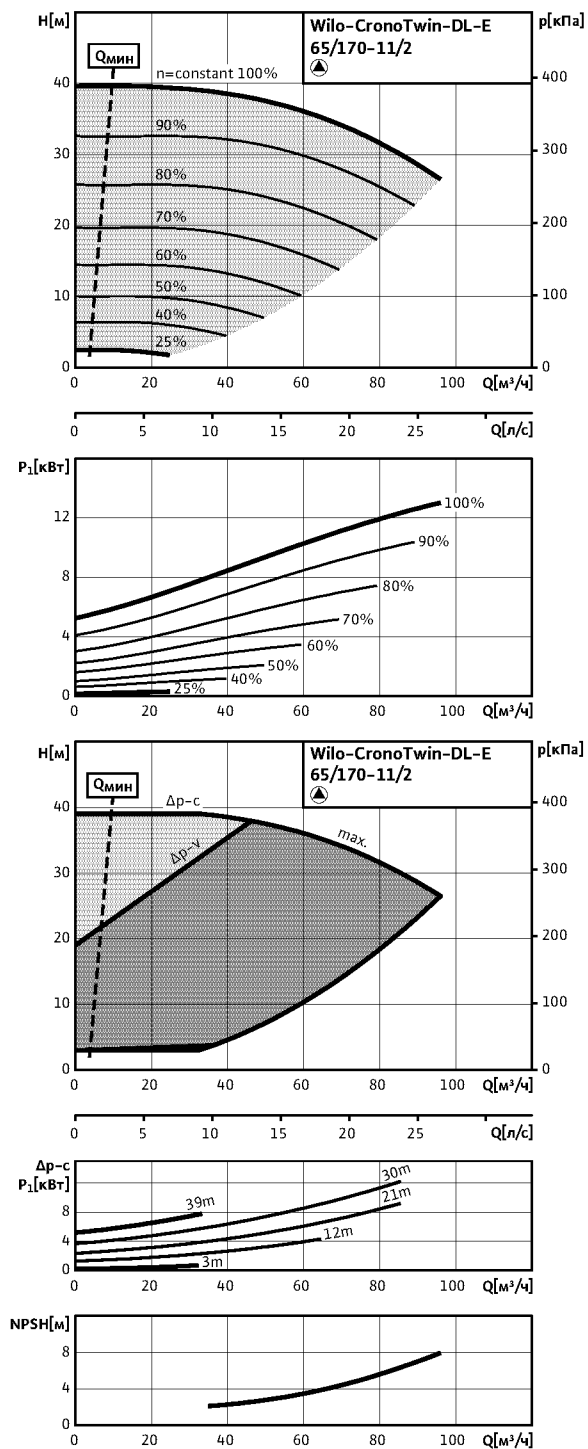 H[м]
Wilo-CronoTwin-DL-E
65/170-11/2
p[кПа]
Qмин
n=constant 100%
90%
80%
70%
60%
50%
40%
25%
40
30
20
10
0
400
300
200
100
0
0 20 40 60 80 100 Q[м³/ч]
0 5 10 15 20 25 Q[л/с]
P₁[кВт]
12
8
4
0
100%
90%
80%
70%
60%
50%
40%
25%
0 20 40 60 80 100 Q[м³/ч]
H[м]
Wilo-CronoTwin-DL-E
65/170-11/2
p[кПа]
Qмин
Δp-c
Δp-v
max.
40
30
20
10
0
400
300
200
100
0
0 20 40 60 80 100 Q[м³/ч]
0 5 10 15 20 25 Q[л/с]
Δp-c
P₁[кВт]
8
4
0
39m
30m
21m
12m
3m
0 20 40 60 80 100 Q[м³/ч]
NPSH[м]
8
4
0
0 20 40 60 80 100 Q[м³/ч]